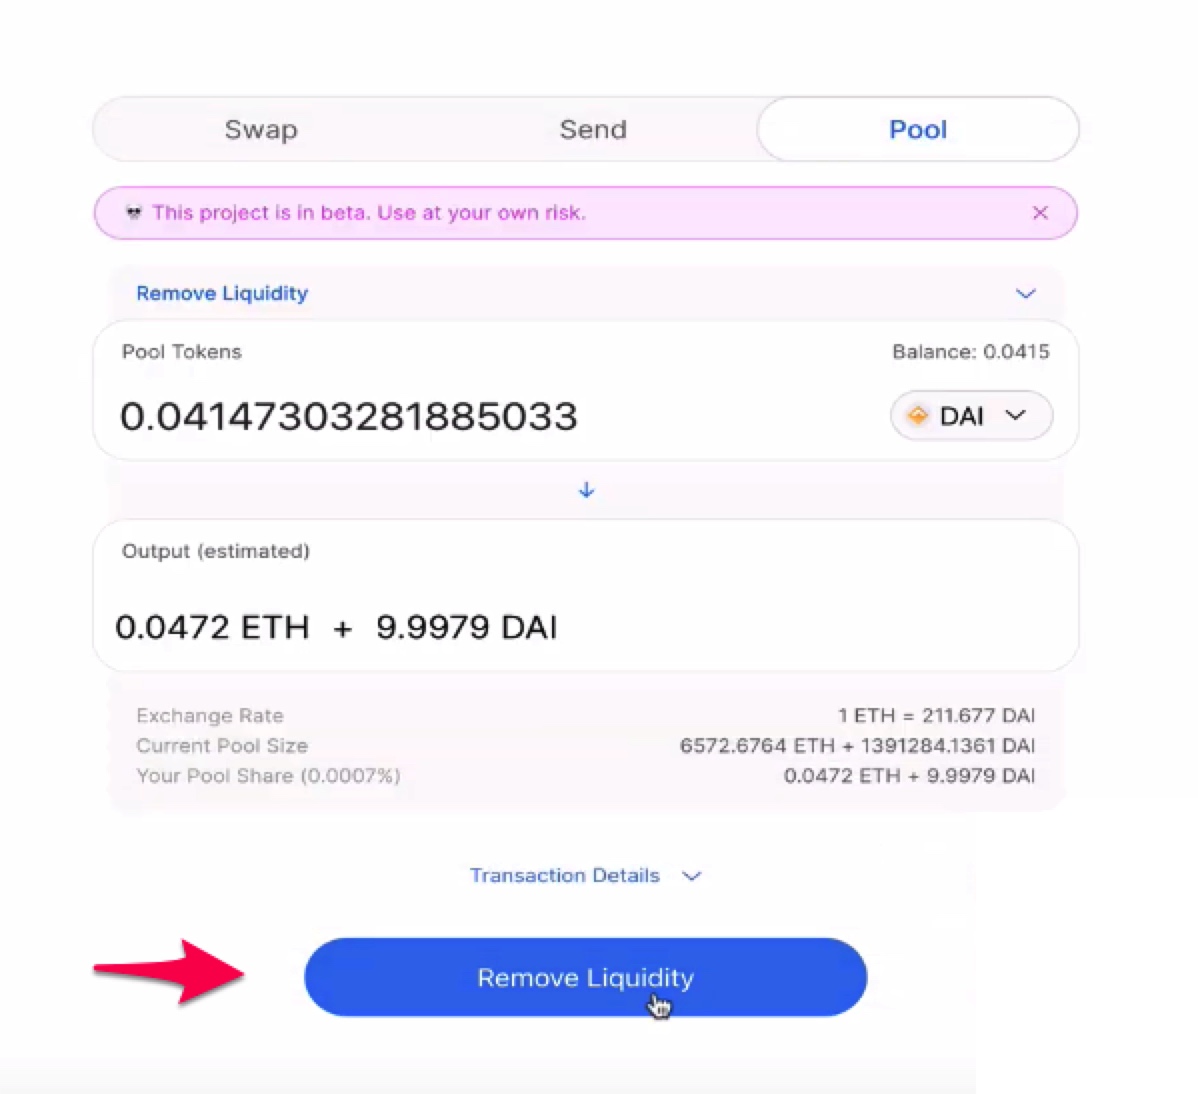 Swap Send Pool
This project is in beta. Use at your own risk.
Remove Liquidity
Pool Tokens Balance: 0.0415
0.04147303281885033 DAI
Output (estimated)
0.0472 ETH + 9.9979 DAI
Exchange Rate 1 ETH = 211.677 DAI
Current Pool Size 6572.6764 ETH + 1391284.1361 DAI
Your Pool Share (0.0007%) 0.0472 ETH + 9.9979 DAI
Transaction Details
Remove Liquidity